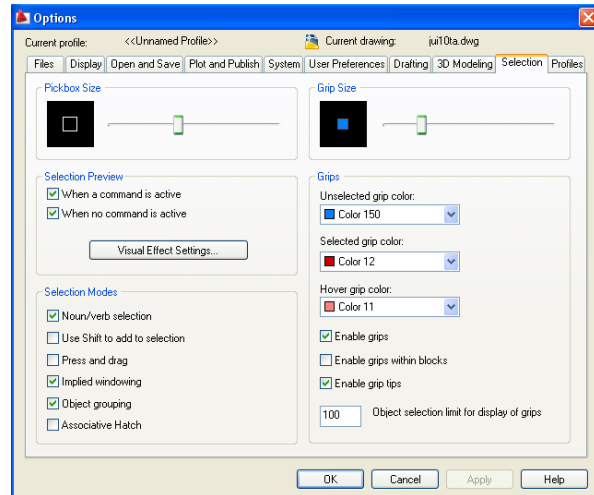 Options
Current profile: <<Unnamed Profile>> Current drawing: jui10ta.dwg
Files Display Open and Save Plot and Publish System User Preferences Drafting 3D Modeling Selection Profiles
Pickbox Size
Grip Size
Selection Preview
When a command is active
When no command is active
Visual Effect Settings...
Selection Modes
Noun/verb selection
Use Shift to add to selection
Press and drag
Implied windowing
Object grouping
Associative Hatch
Grips
Unselected grip color:
Color 150
Selected grip color:
Color 12
Hover grip color:
Color 11
Enable grips
Enable grips within blocks
Enable grip tips
100 Object selection limit for display of grips
OK Cancel Apply Help